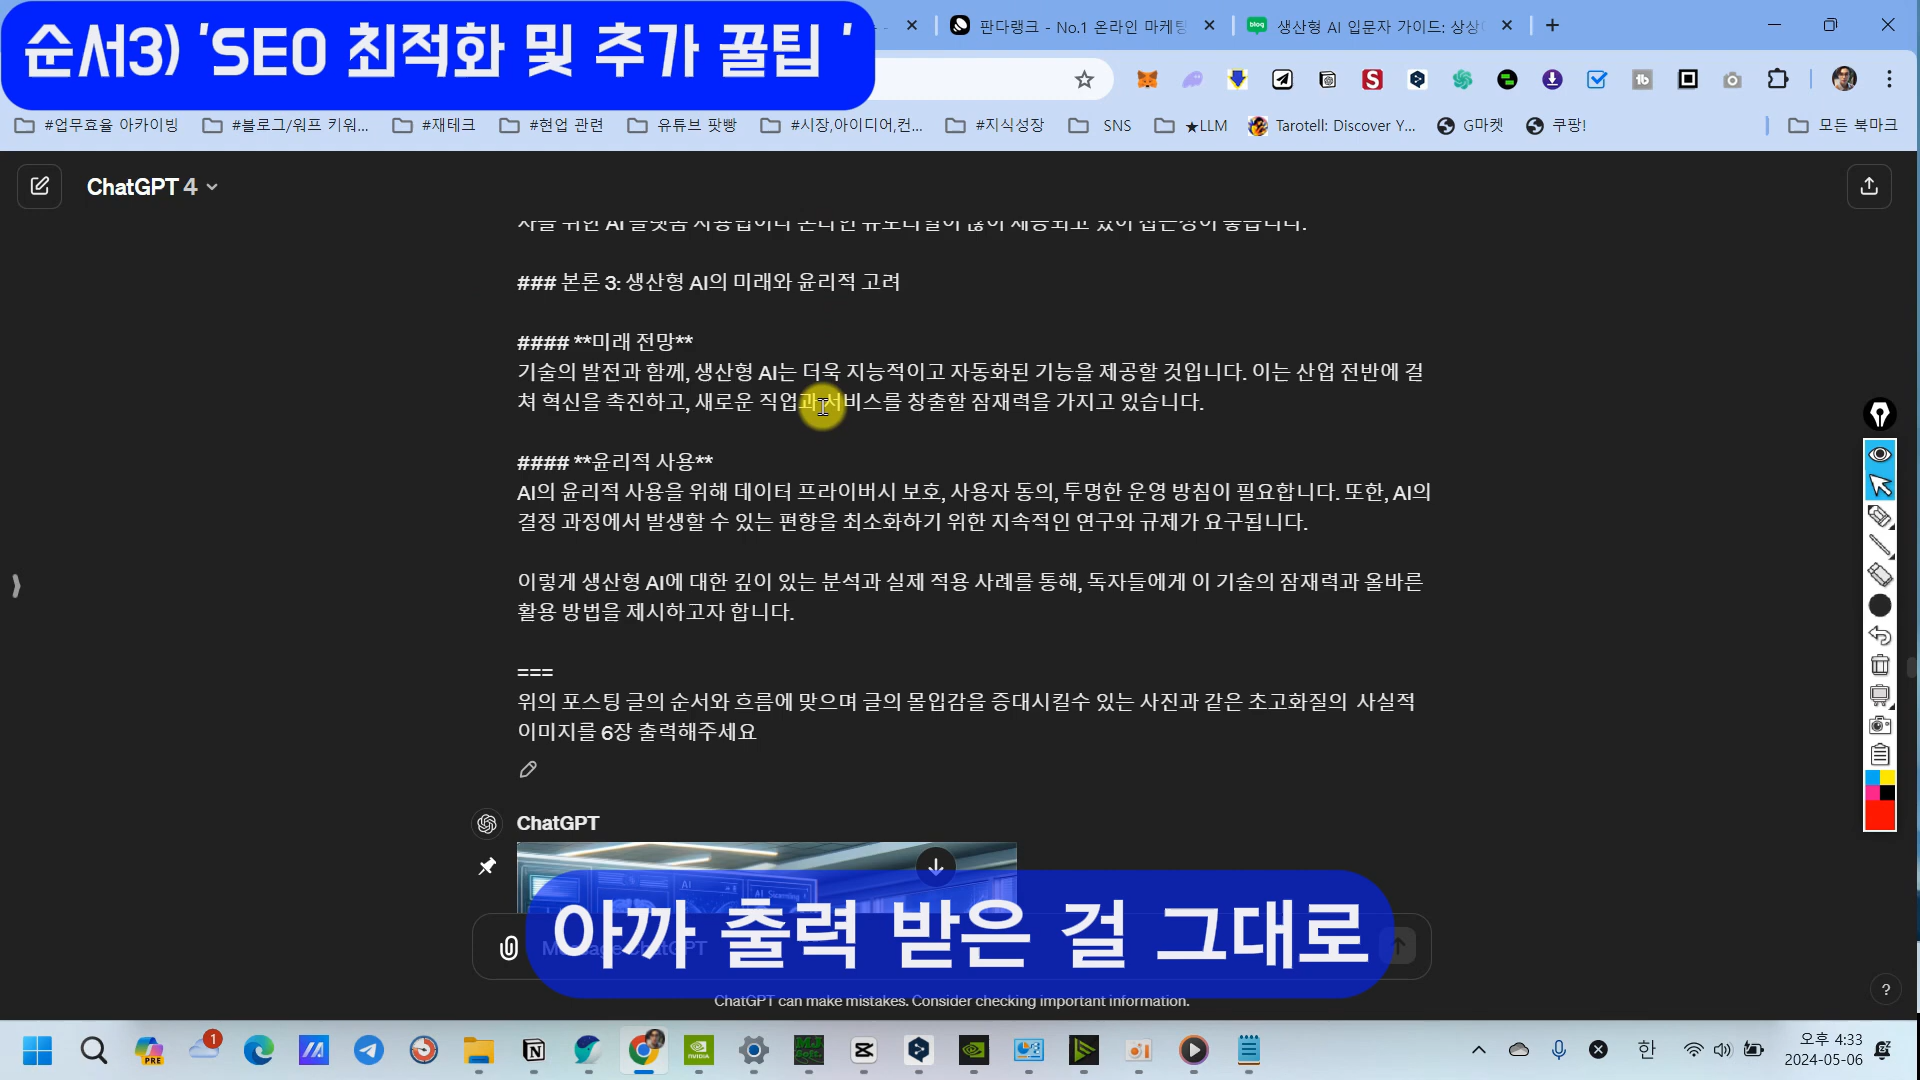 순서3) 'SEO 최적화 및 추가 꿀팁 '
판다랭크 - No.1 온라인 마케팅
생산형 AI 입문자 가이드: 상상
#업무효율 아카이빙
#블로그/워프 키워...
#재테크
#현업 관련
유튜브 팟빵
#시장,아이디어,컨...
#지식성장
SNS
★LLM
Tarotell: Discover Y...
G마켓
쿠팡!
모든 북마크
ChatGPT 4
### 본론 3: 생산형 AI의 미래와 윤리적 고려
#### **미래 전망**
기술의 발전과 함께, 생산형 AI는 더욱 지능적이고 자동화된 기능을 제공할 것입니다. 이는 산업 전반에 걸
쳐 혁신을 촉진하고, 새로운 직업과 서비스를 창출할 잠재력을 가지고 있습니다.
#### **윤리적 사용**
AI의 윤리적 사용을 위해 데이터 프라이버시 보호, 사용자 동의, 투명한 운영 방침이 필요합니다. 또한, AI의
결정 과정에서 발생할 수 있는 편향을 최소화하기 위한 지속적인 연구와 규제가 요구됩니다.
이렇게 생산형 AI에 대한 깊이 있는 분석과 실제 적용 사례를 통해, 독자들에게 이 기술의 잠재력과 올바른
활용 방법을 제시하고자 합니다.
===
위의 포스팅 글의 순서와 흐름에 맞으며 글의 몰입감을 증대시킬수 있는 사진과 같은 초고화질의  사실적
이미지를 6장 출력해주세요
ChatGPT
아까 출력 받은 걸 그대로
Message ChatGPT
ChatGPT can make mistakes. Consider checking important information.
오후 4:33
2024-05-06
한